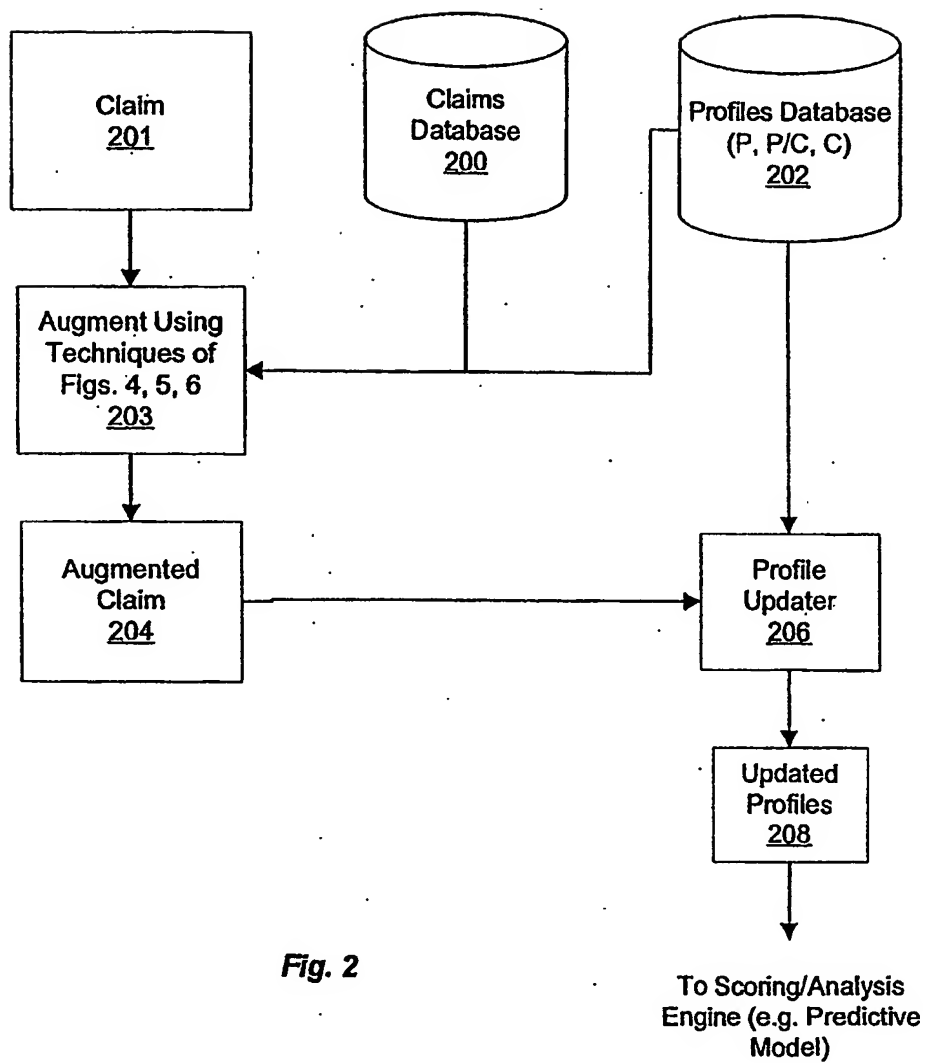 Claim
201
Claims
Database
200
Profiles Database
(P, P/C, C)
202
Augment Using
Techniques of
Figs. 4, 5, 6
203
Augmented
Claim
204
Profile
Updater
206
Updated
Profiles
208
Fig. 2
To Scoring/Analysis
Engine (e.g. Predictive
Model)